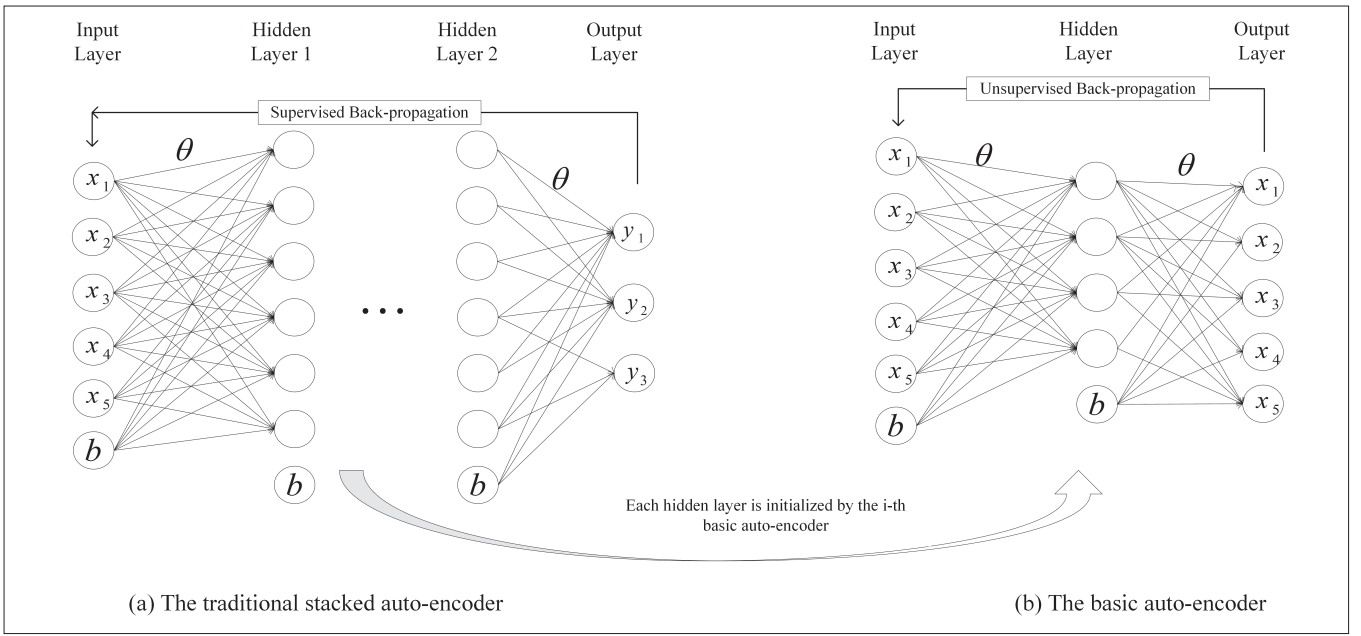 Input
Layer
Hidden
Layer 1
Hidden
Layer 2
Output
Layer
Supervised Back-propagation
θ
θ
x1
x2
x3
x4
x5
b
b
b
y1
y2
y3
. . .
Input
Layer
Hidden
Layer
Output
Layer
Unsupervised Back-propagation
θ
θ
x1
x2
x3
x4
x5
b
b
x1
x2
x3
x4
x5
Each hidden layer is initialized by the i-th
basic auto-encoder
(a) The traditional stacked auto-encoder
(b) The basic auto-encoder